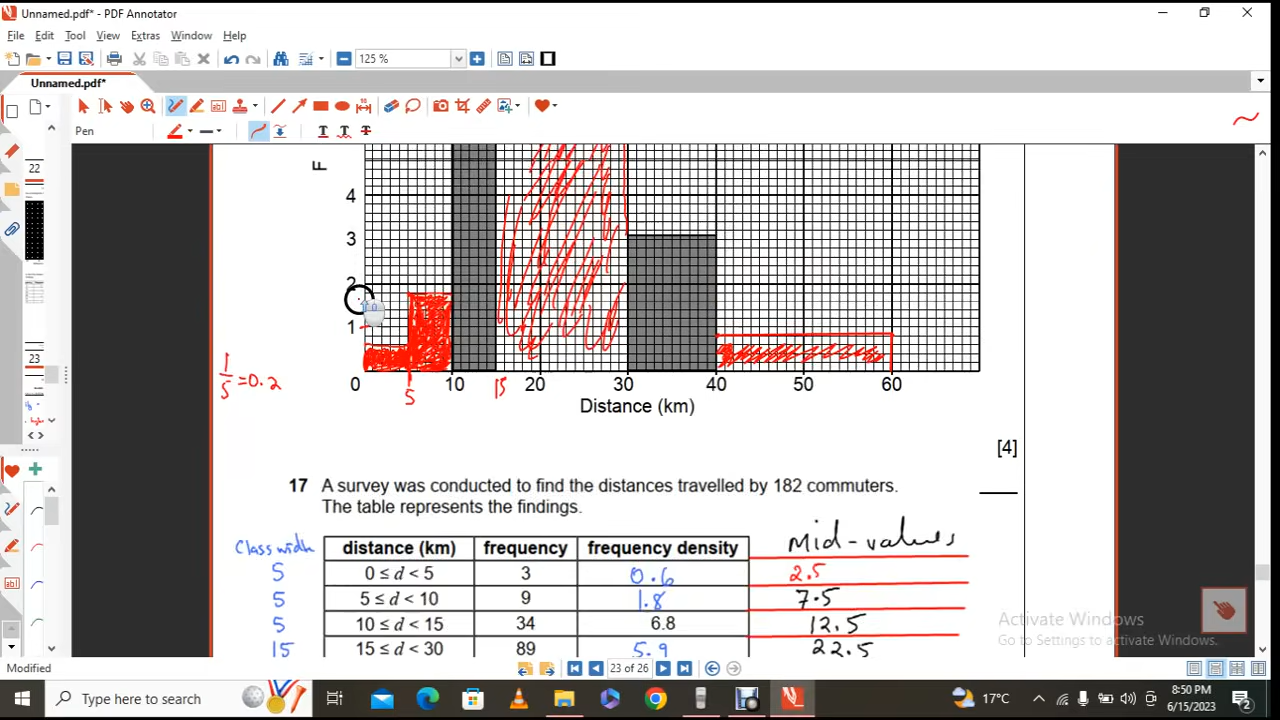 Unnamed.pdf* - PDF Annotator
File Edit Tool View Extras Window Help
125 %
Unnamed.pdf*
Pen
T T T
22
23
F
4
3
2
1
1/5 = 0.2
0 10 20 30 40 50 60
5 15
Distance (km)
[4]
17 A survey was conducted to find the distances travelled by 182 commuters.
The table represents the findings.
Class width distance (km) frequency frequency density Mid-values
5 0 ≤ d < 5 3 0.6 2.5
5 5 ≤ d < 10 9 1.8 7.5
5 10 ≤ d < 15 34 6.8 12.5
15 15 ≤ d < 30 89 5.9 22.5
Activate Windows
Go to Settings to activate Windows.
Modified
23 of 26
Type here to search
17°C
8:50 PM
6/15/2023
2